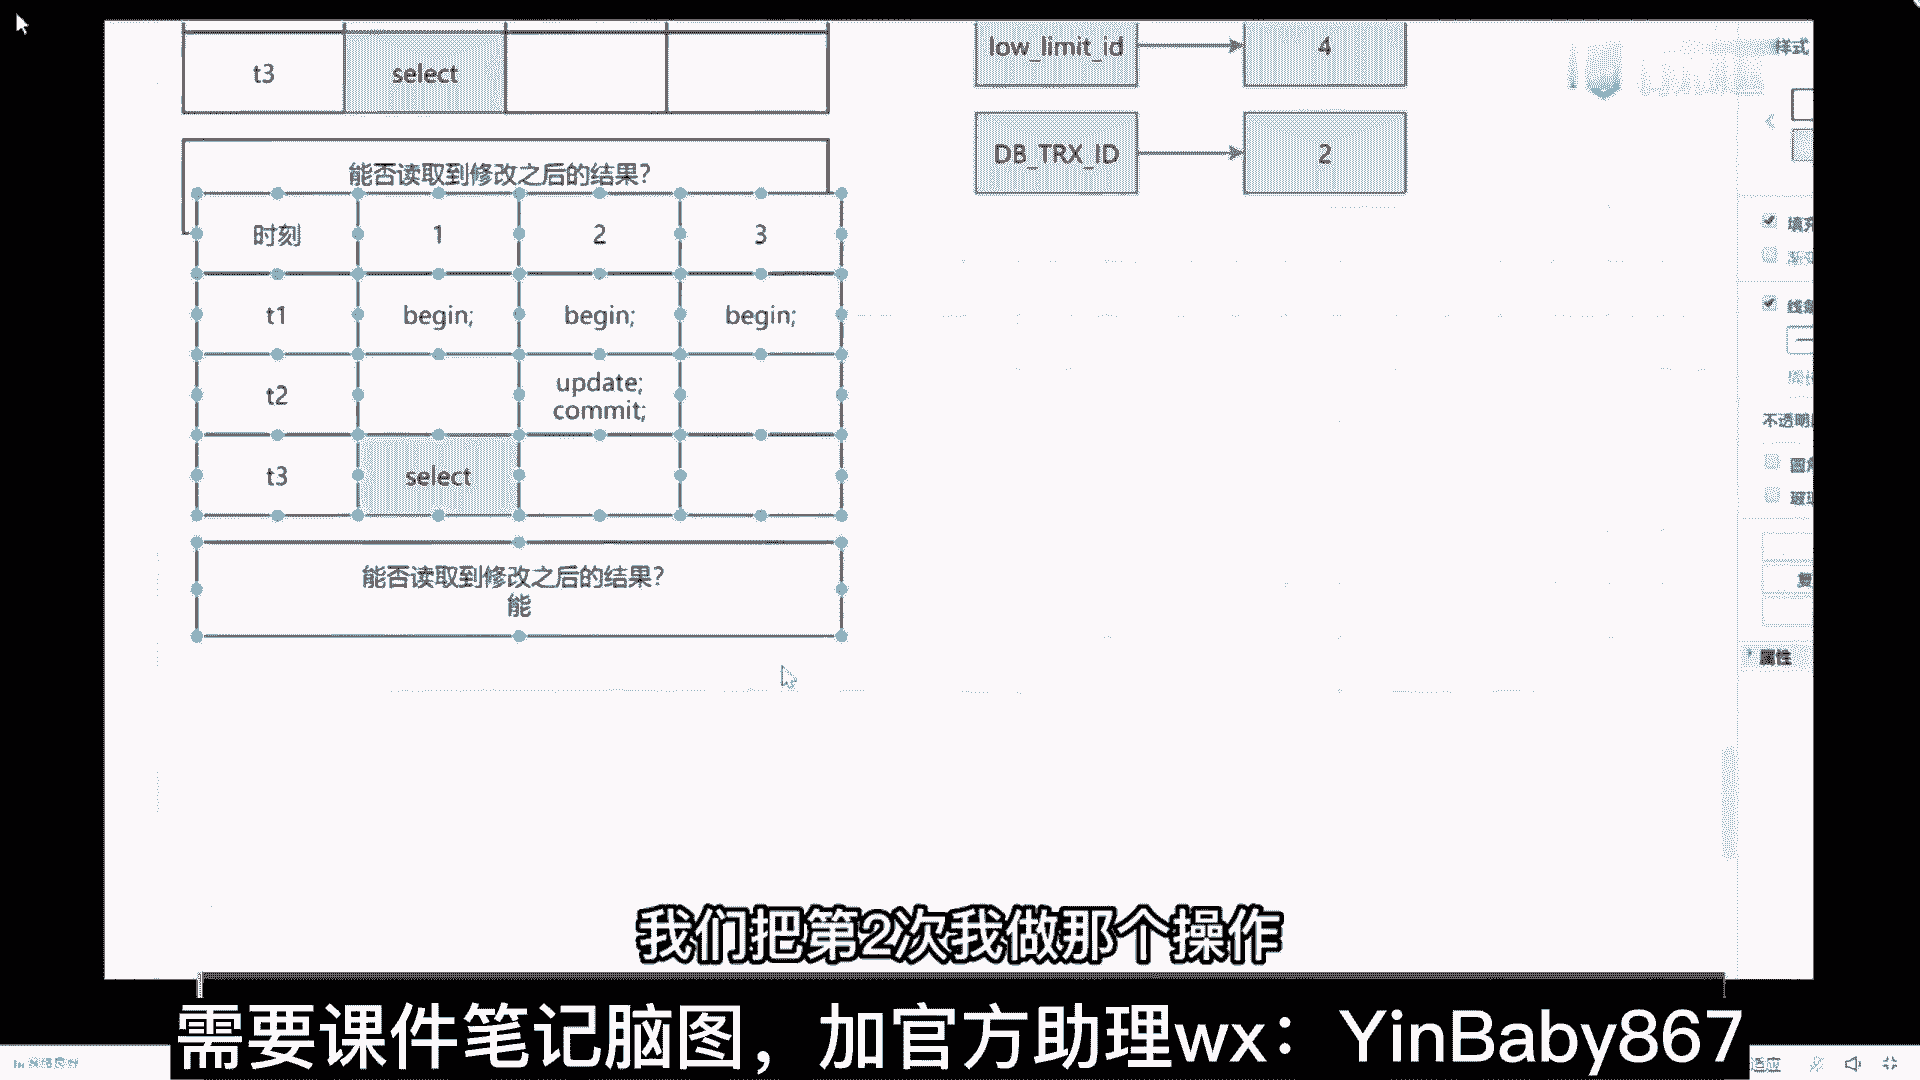 low_limit_id 4
样式
t3 select
DB_TRX_ID 2
能否读取到修改之后的结果?
时刻 1 2 3
t1 begin; begin; begin;
t2 update;
commit;
不透明
t3 select
能否读取到修改之后的结果?
能
属性
我们把第2次我做那个操作
需要课件笔记脑图，加官方助理wx：YinBaby867
适应